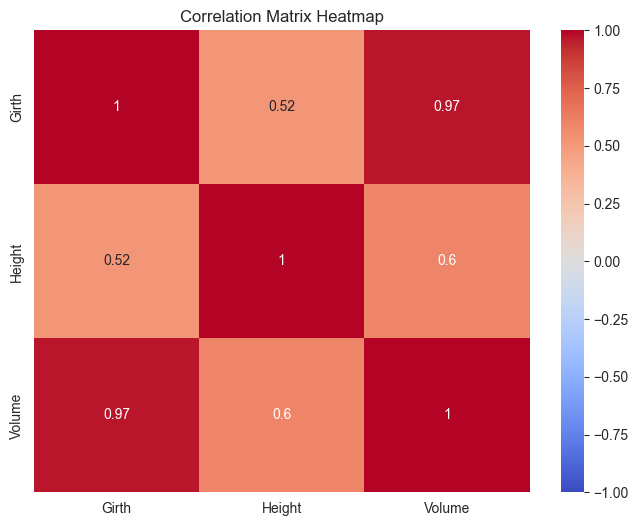 Correlation Matrix Heatmap
Girth
1
0.52
0.97
Height
0.52
1
0.6
Volume
0.97
0.6
1
Girth
Height
Volume
1.00
0.75
0.50
0.25
0.00
−0.25
−0.50
−0.75
−1.00